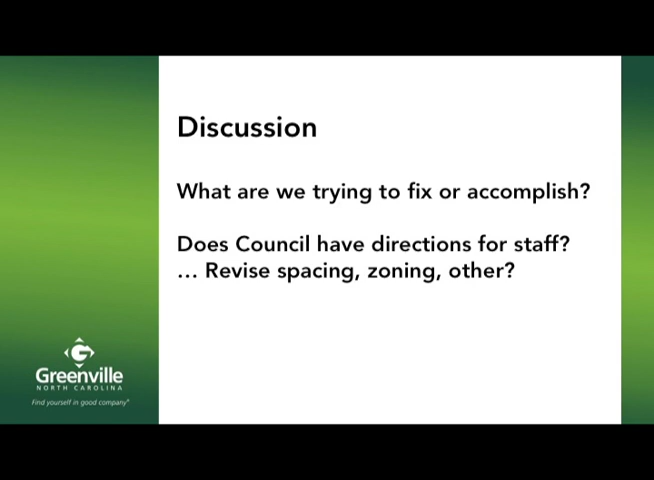 Discussion
What are we trying to fix or accomplish?
Does Council have directions for staff?
… Revise spacing, zoning, other?
G
Greenville
NORTH CAROLINA
Find yourself in good company®